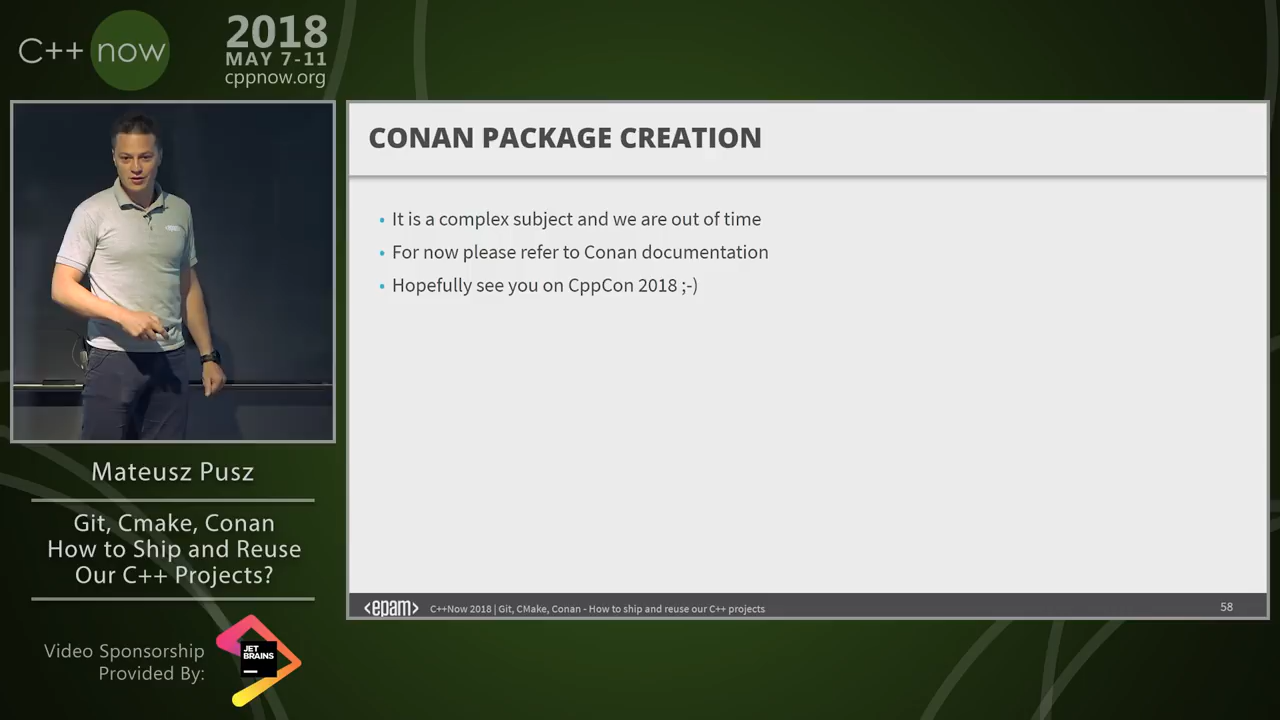 C++ now
2018
MAY 7-11
cppnow.org
CONAN PACKAGE CREATION
• It is a complex subject and we are out of time
• For now please refer to Conan documentation
• Hopefully see you on CppCon 2018 ;-)
<epam> C++Now 2018 | Git, CMake, Conan - How to ship and reuse our C++ projects 58
Mateusz Pusz
Git, Cmake, Conan
How to Ship and Reuse
Our C++ Projects?
Video Sponsorship
Provided By:
JET
BRAINS